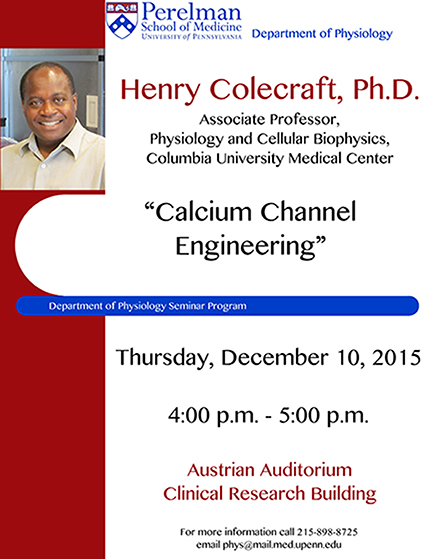 Perelman
School of Medicine
University of Pennsylvania
Department of Physiology
Henry Colecraft, Ph.D.
Associate Professor,
Physiology and Cellular Biophysics,
Columbia University Medical Center
“Calcium Channel
Engineering”
Department of Physiology Seminar Program
Thursday, December 10, 2015
4:00 p.m. - 5:00 p.m.
Austrian Auditorium
Clinical Research Building
For more information call 215-898-8725
email phys@mail.med.upenn.edu